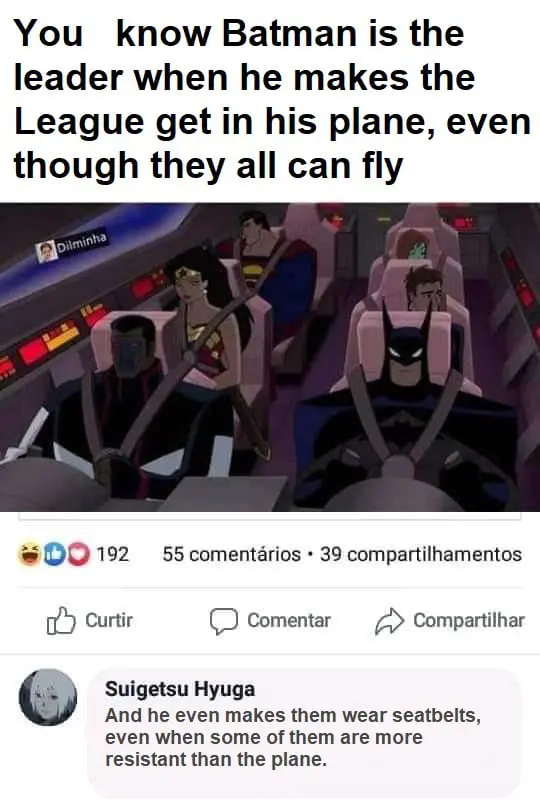 You know Batman is the
leader when he makes the
League get in his plane, even
though they all can fly
Dilminha
192 55 comentários • 39 compartilhamentos
Curtir Comentar Compartilhar
Suigetsu Hyuga
And he even makes them wear seatbelts,
even when some of them are more
resistant than the plane.